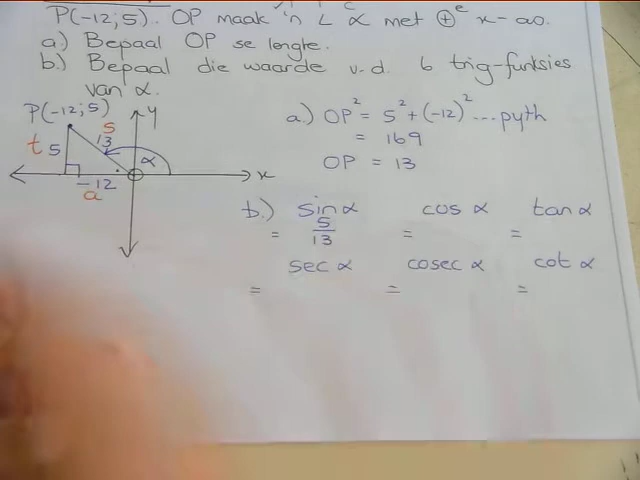 P(-12;5). OP maak 'n ∠ α met ⊕e x-as.
a.) Bepaal OP se lengte.
b.) Bepaal die waarde v.d. 6 trig-funksies
van α.
P(-12;5)
y
s
13
t 5
α
-12
x
a
a.) OP² = 5² + (-12)² ...pyth
= 169
OP = 13
b.) sin α cos α tan α
= 5/13 = =
sec α cosec α cot α
= = =